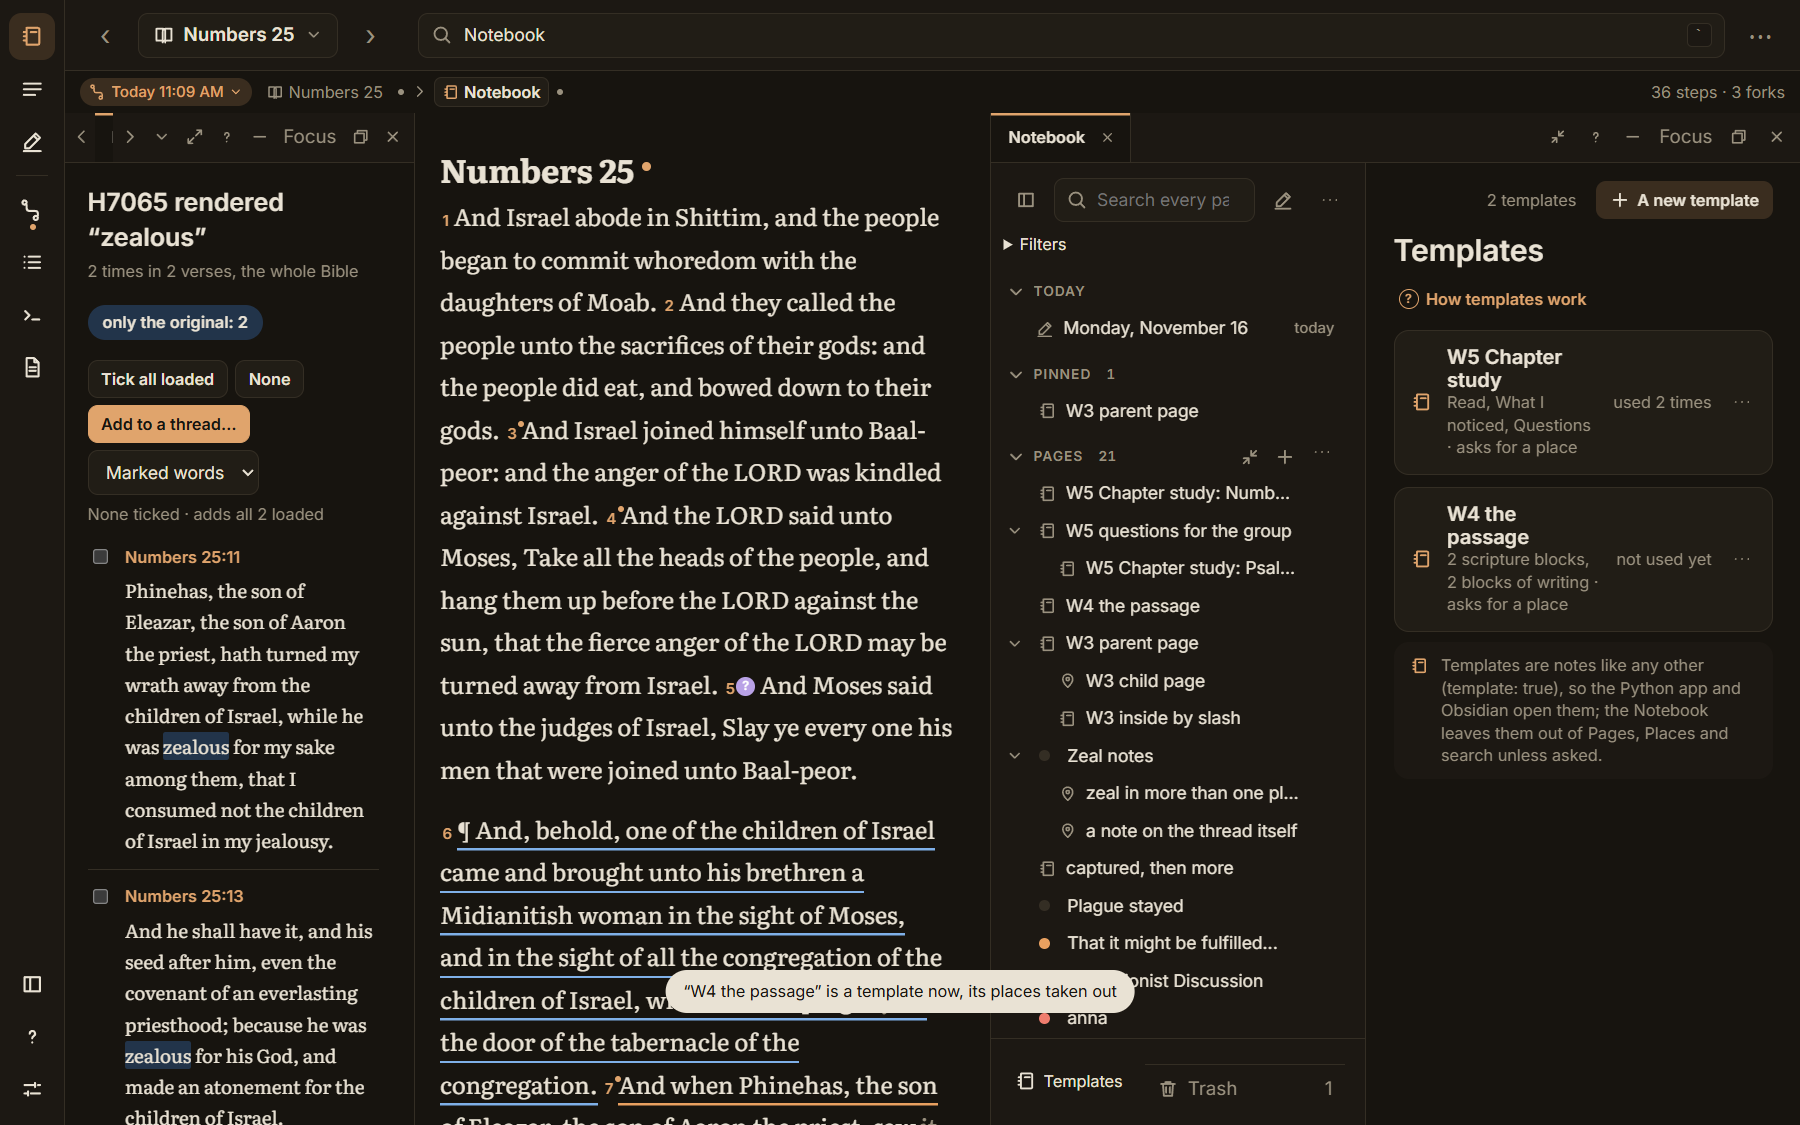 Numbers 25
Notebook
`
Today 11:09 AM
Numbers 25
Notebook
36 steps · 3 forks
? Focus
H7065 rendered
“zealous”
2 times in 2 verses, the whole Bible
only the original: 2
Tick all loaded
None
Add to a thread...
Marked words
None ticked · adds all 2 loaded
Numbers 25:11
Phinehas, the son of
Eleazar, the son of Aaron
the priest, hath turned my
wrath away from the
children of Israel, while he
was zealous for my sake
among them, that I
consumed not the children
of Israel in my jealousy.
Numbers 25:13
And he shall have it, and his
seed after him, even the
covenant of an everlasting
priesthood; because he was
zealous for his God, and
made an atonement for the
children of Israel.
Numbers 25
1 And Israel abode in Shittim, and the people
began to commit whoredom with the
daughters of Moab. 2 And they called the
people unto the sacrifices of their gods: and
the people did eat, and bowed down to their
gods. 3 And Israel joined himself unto Baal-
peor: and the anger of the LORD was kindled
against Israel. 4 And the LORD said unto
Moses, Take all the heads of the people, and
hang them up before the LORD against the
sun, that the fierce anger of the LORD may be
turned away from Israel. 5 ? And Moses said
unto the judges of Israel, Slay ye every one his
men that were joined unto Baal-peor.
6 ¶ And, behold, one of the children of Israel
came and brought unto his brethren a
Midianitish woman in the sight of Moses,
and in the sight of all the congregation of the
children of Israel,
the door of the tabernacle of the
congregation. 7 And when Phinehas, the son
of Eleazar, the son of Aaron the priest, saw it
“W4 the passage” is a template now, its places taken out
Notebook
? Focus
Search every pa
Filters
TODAY
Monday, November 16 today
PINNED 1
W3 parent page
PAGES 21
W5 Chapter study: Numb...
W5 questions for the group
W5 Chapter study: Psal...
W4 the passage
W3 parent page
W3 child page
W3 inside by slash
Zeal notes
zeal in more than one pl...
a note on the thread itself
captured, then more
Plague stayed
That it might be fulfilled...
onist Discussion
anna
Templates
Trash 1
2 templates
A new template
Templates
? How templates work
W5 Chapter
study
Read, What I
noticed, Questions
· asks for a place
used 2 times
W4 the
passage
2 scripture blocks,
2 blocks of writing ·
asks for a place
not used yet
Templates are notes like any other
(template: true), so the Python app and
Obsidian open them; the Notebook
leaves them out of Pages, Places and
search unless asked.
?